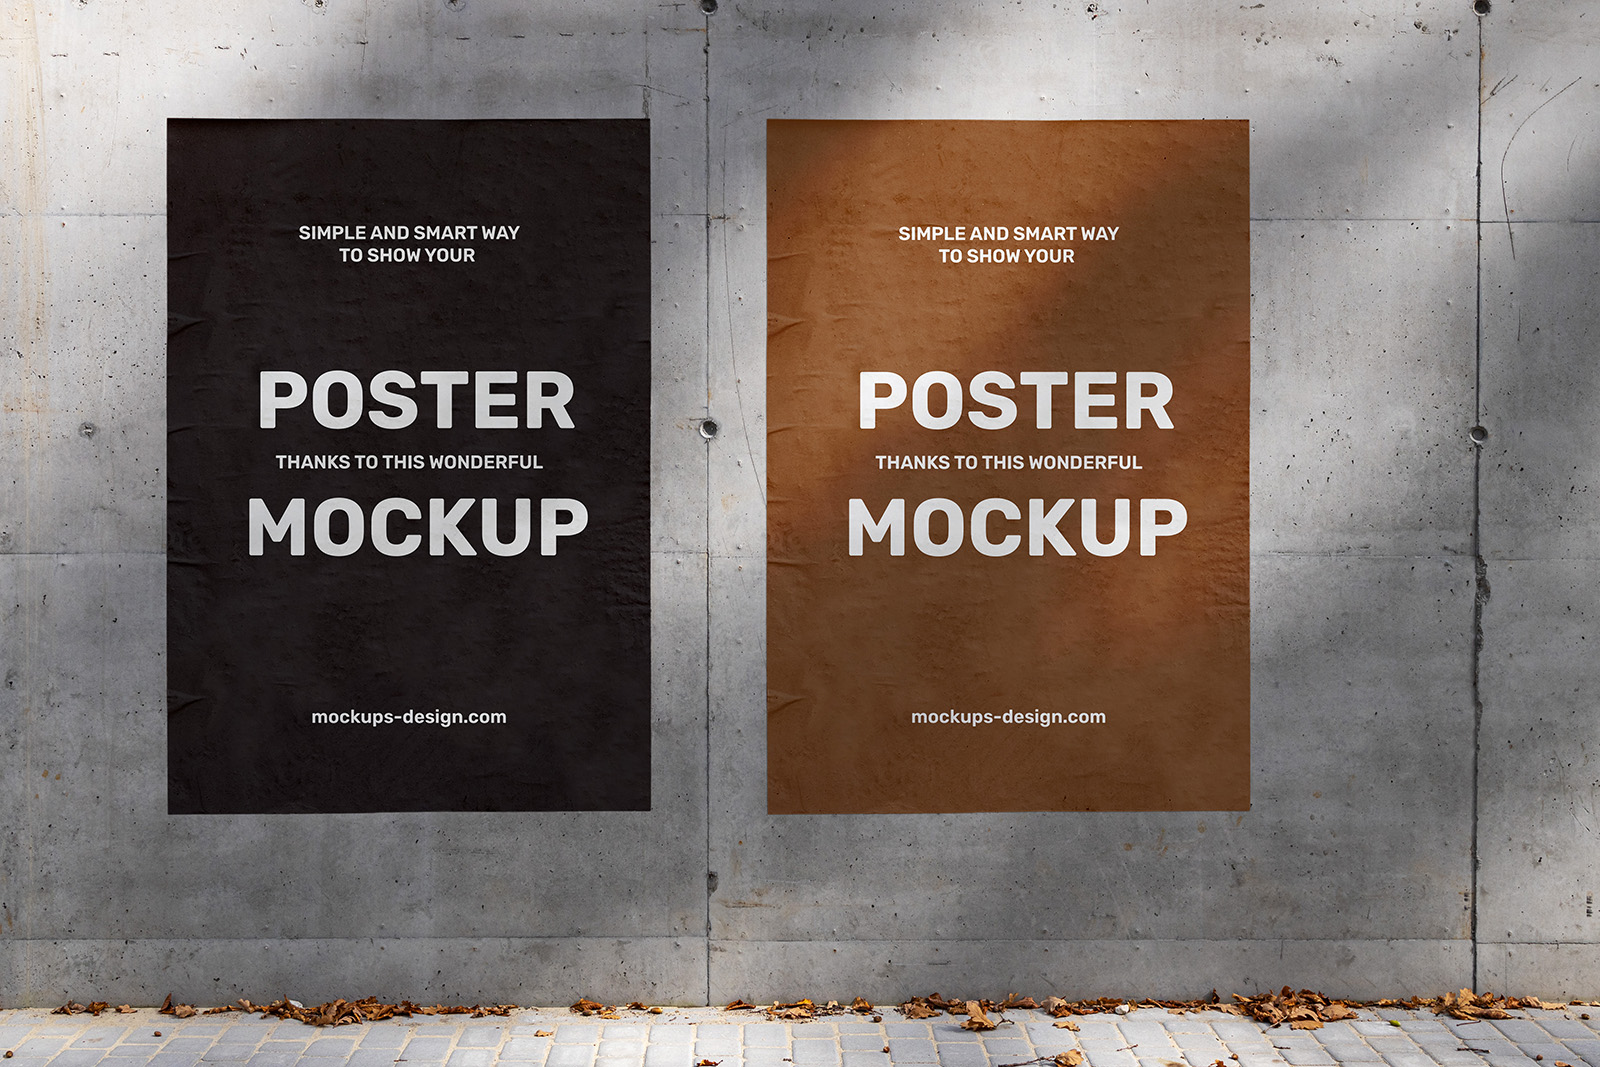 SIMPLE AND SMART WAY
TO SHOW YOUR
POSTER
THANKS TO THIS WONDERFUL
MOCKUP
mockups-design.com
SIMPLE AND SMART WAY
TO SHOW YOUR
POSTER
THANKS TO THIS WONDERFUL
MOCKUP
mockups-design.com